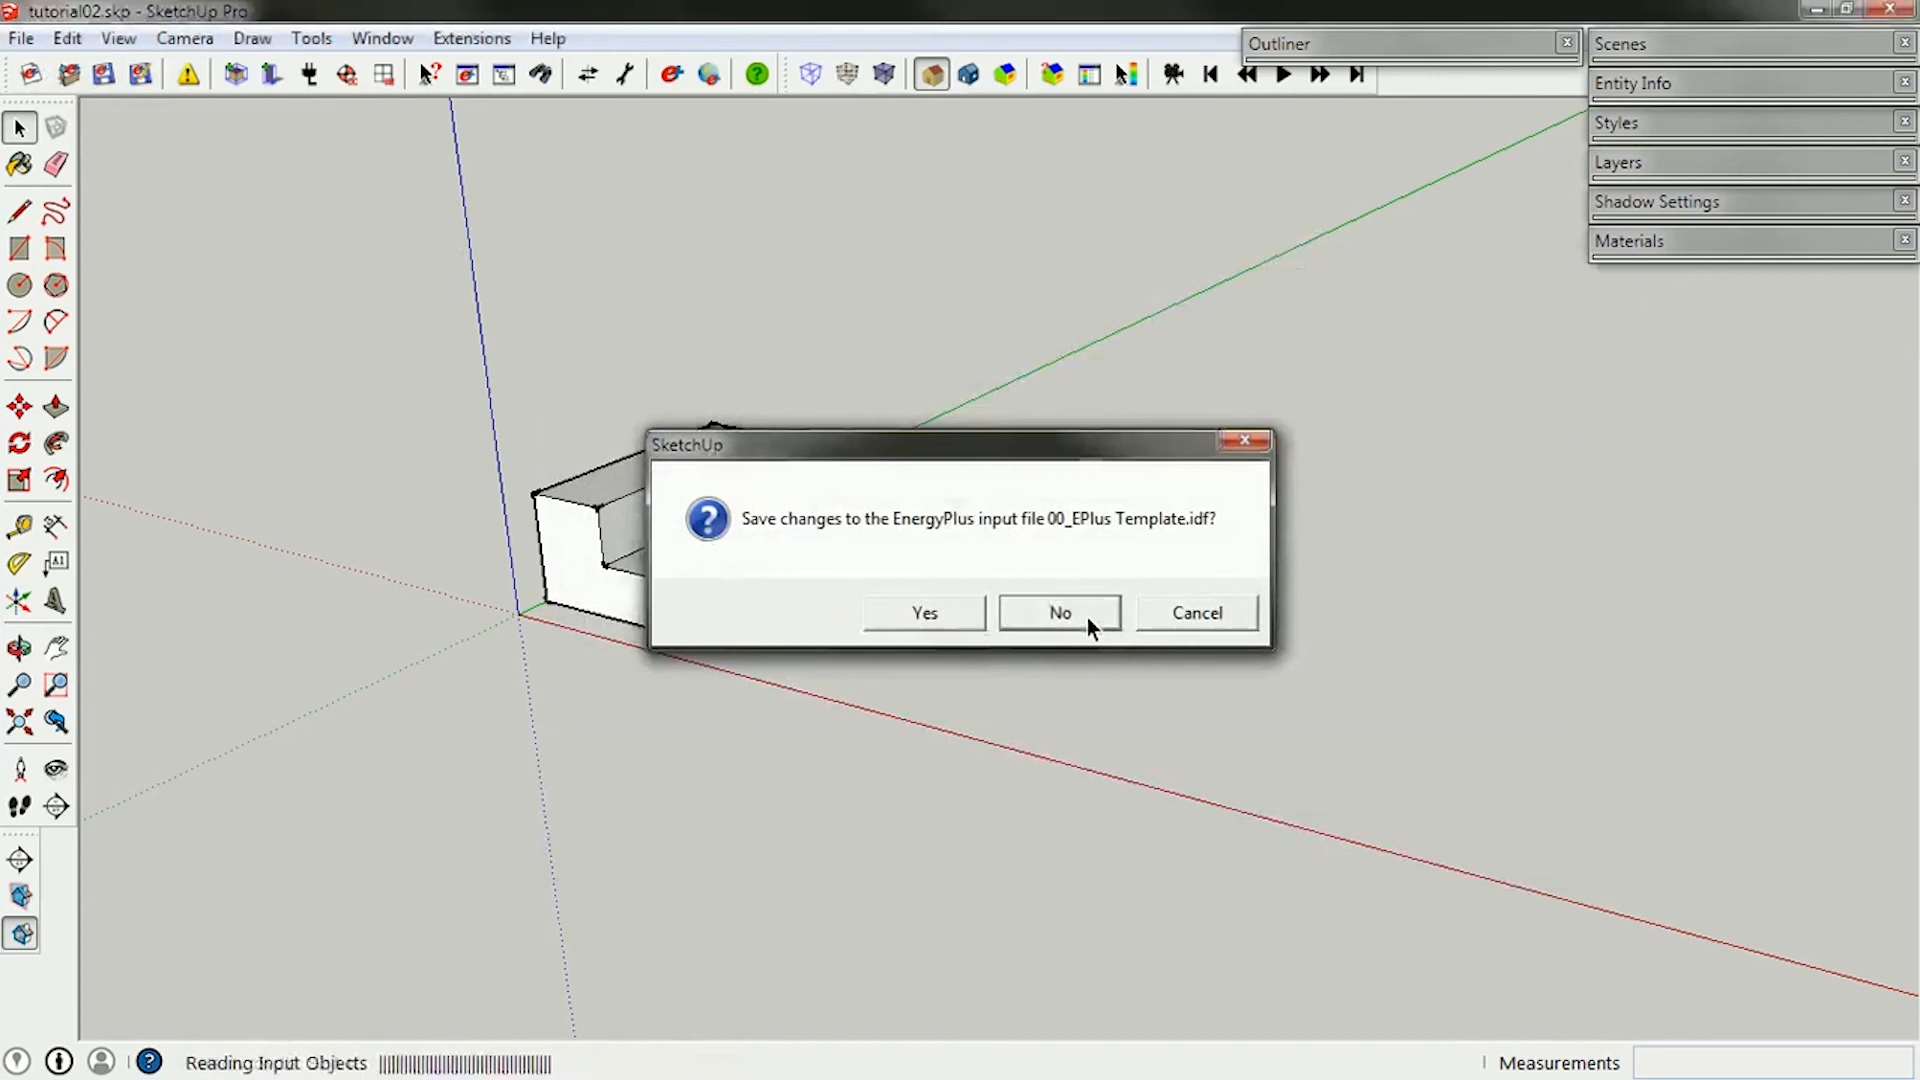 tutorial02.skp - SketchUp Pro
File Edit View Camera Draw Tools Window Extensions Help
Outliner
Scenes
Entity Info
Styles
Layers
Shadow Settings
Materials
A1
SketchUp
Save changes to the EnergyPlus input file 00_EPlus Template.idf?
Yes No Cancel
Reading Input Objects
Measurements